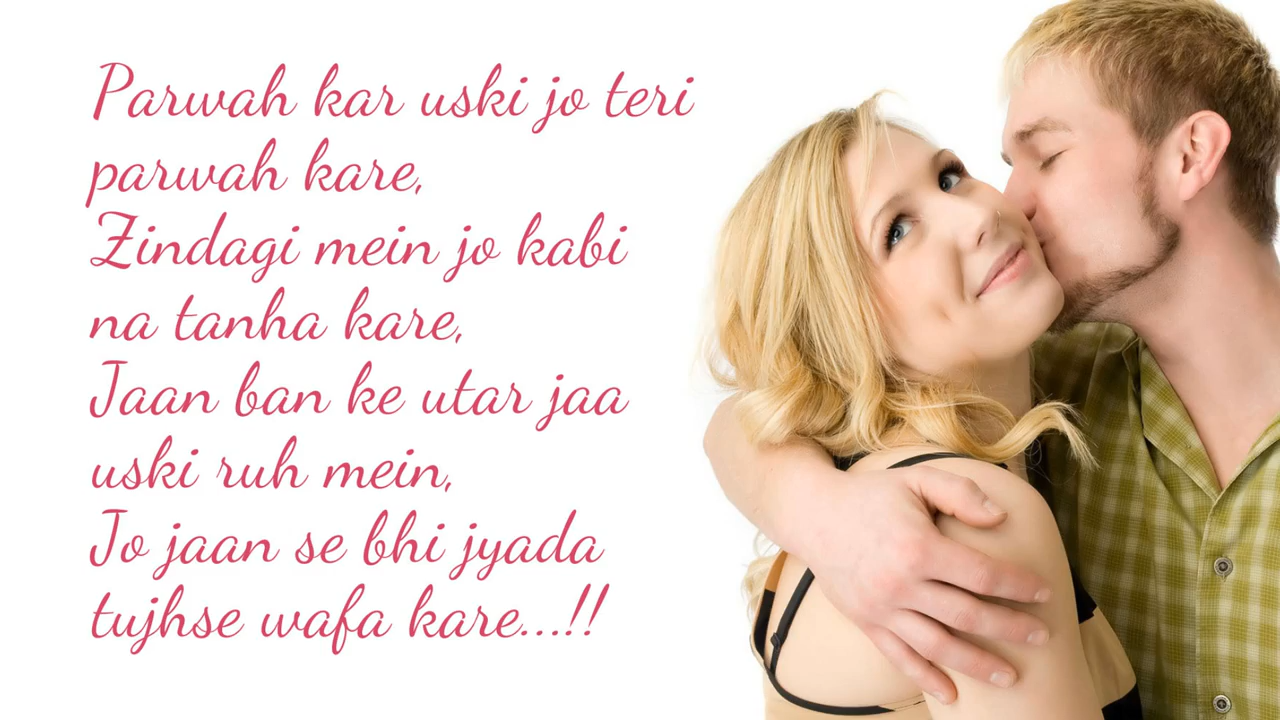 Parwah kar uski jo teri
parwah kare,
Zindagi mein jo kabi
na tanha kare,
Jaan ban ke utar jaa
uski ruh mein,
Jo jaan se bhi jyada
tujhse wafa kare...!!